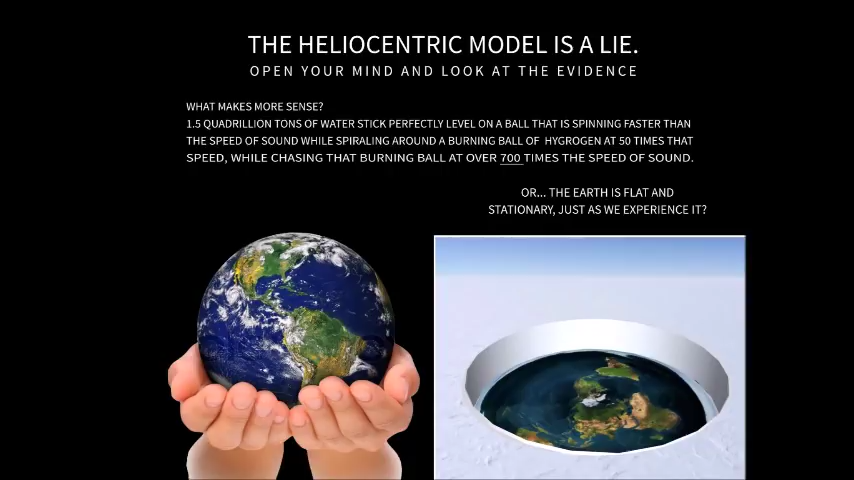 THE HELIOCENTRIC MODEL IS A LIE.
OPEN YOUR MIND AND LOOK AT THE EVIDENCE
WHAT MAKES MORE SENSE?
1.5 QUADRILLION TONS OF WATER STICK PERFECTLY LEVEL ON A BALL THAT IS SPINNING FASTER THAN
THE SPEED OF SOUND WHILE SPIRALING AROUND A BURNING BALL OF HYGROGEN AT 50 TIMES THAT
SPEED, WHILE CHASING THAT BURNING BALL AT OVER 700 TIMES THE SPEED OF SOUND.
OR... THE EARTH IS FLAT AND
STATIONARY, JUST AS WE EXPERIENCE IT?